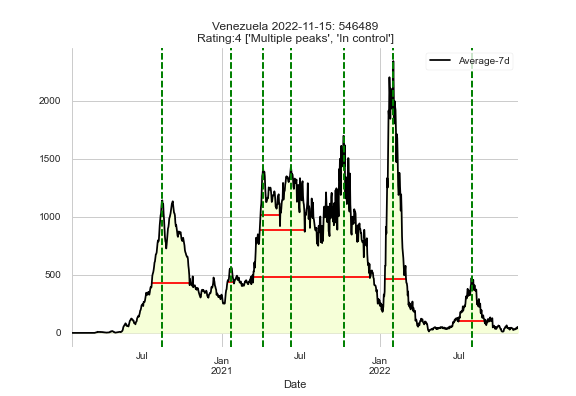 Venezuela 2022-11-15: 546489
Rating:4 ['Multiple peaks', 'In control']
Average-7d
2000
1500
1000
500
0
Jul
Jan
2021
Jul
Jan
2022
Jul
Date